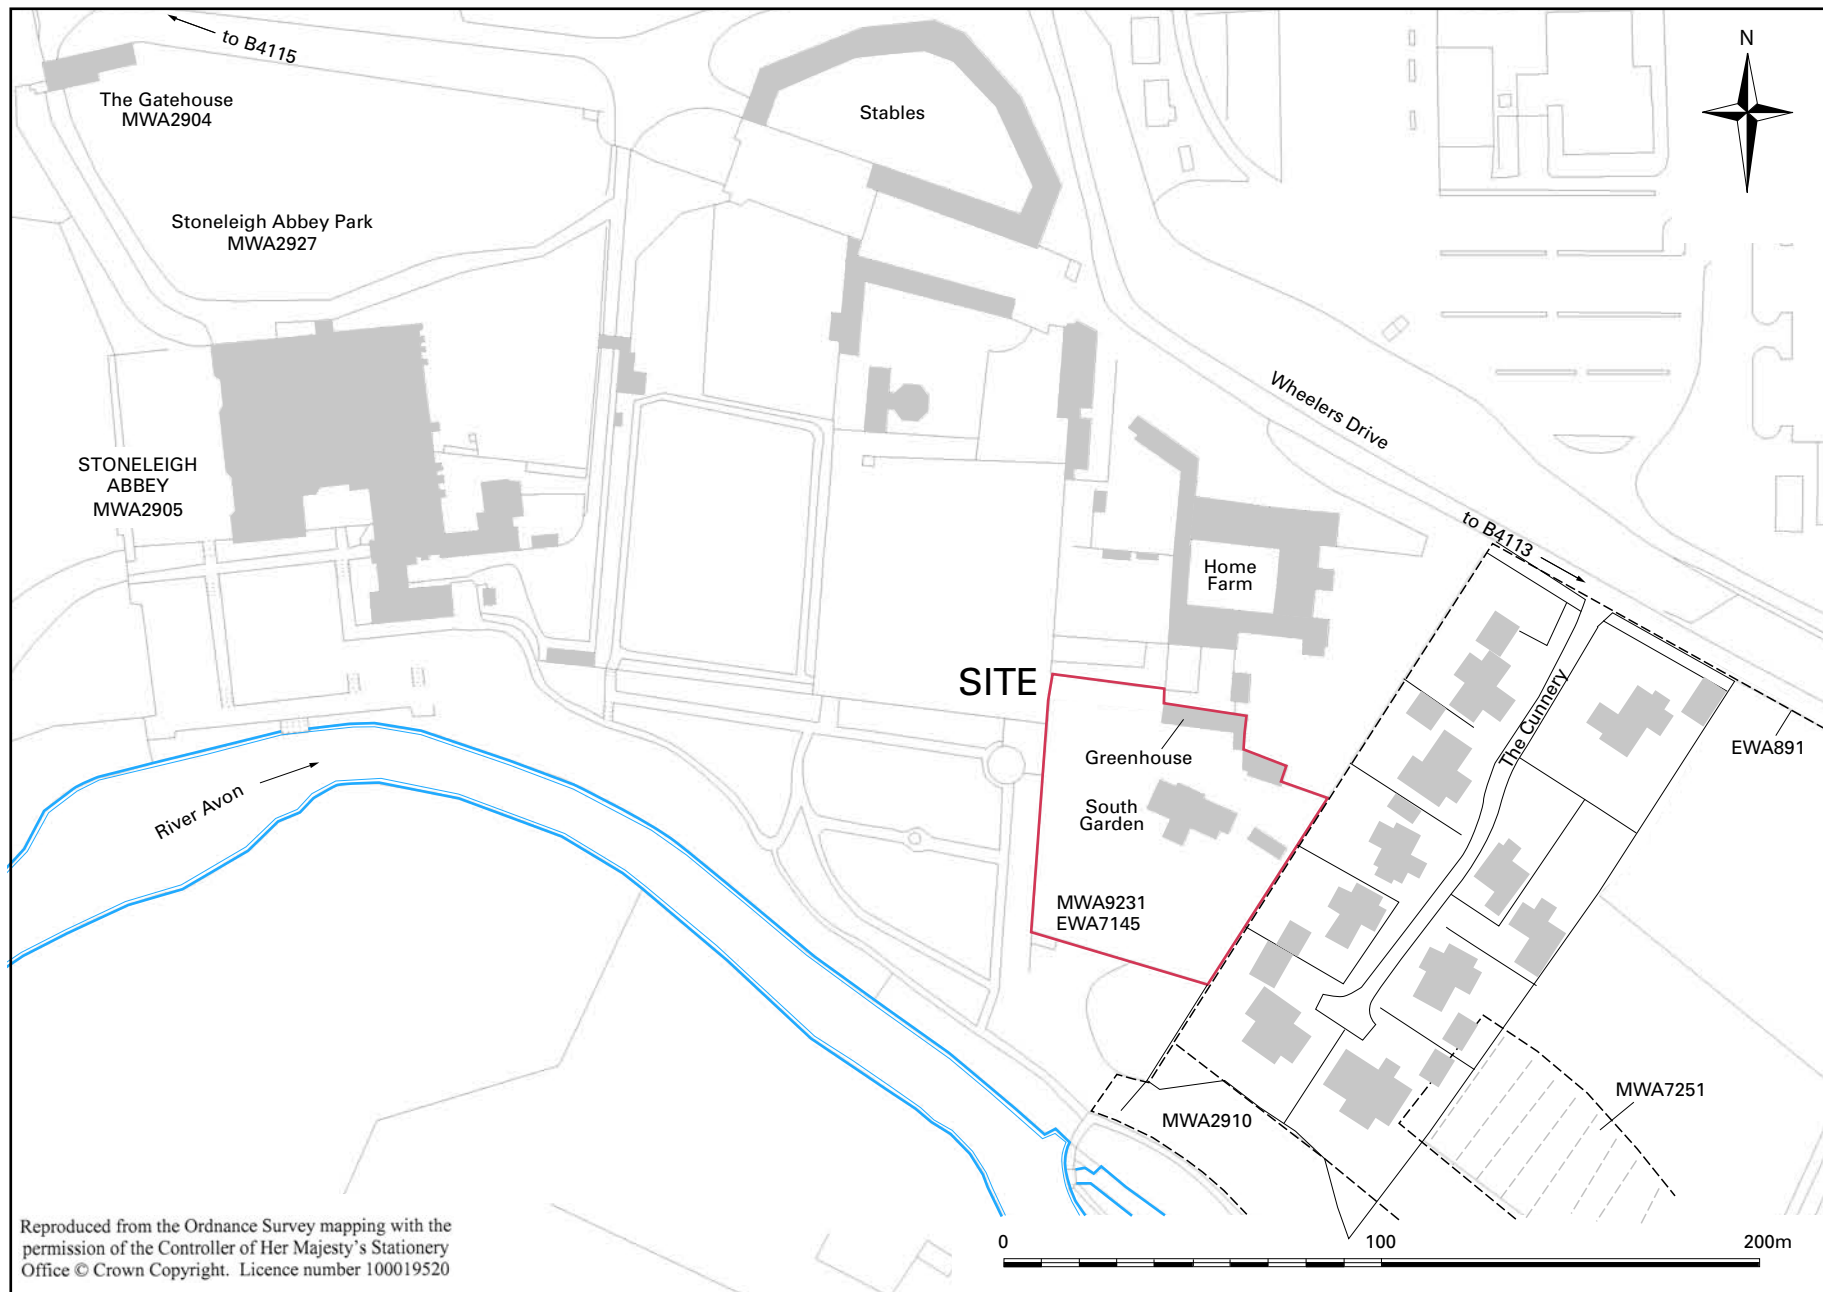 to B4115
N
The Gatehouse
MWA2904
Stables
Stoneleigh Abbey Park
MWA2927
Wheelers Drive
STONELEIGH
ABBEY
MWA2905
to B4113
Home
Farm
SITE
The Cunnery
EWA891
Greenhouse
River Avon
South
Garden
MWA9231
EWA7145
MWA7251
MWA2910
Reproduced from the Ordnance Survey mapping with the
permission of the Controller of Her Majesty's Stationery
Office © Crown Copyright. Licence number 100019520
0 100 200m